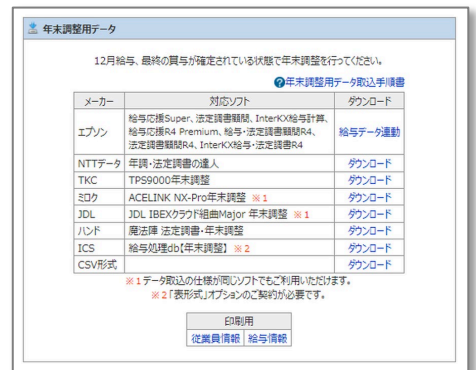 年末調整用データ
12月給与、最終の賞与が確定されている状態で年末調整を行ってください。
?年末調整用データ取込手順書
メーカー 対応ソフト ダウンロード
エプソン 給与応援Super、法定調書顧問、InterKX給与計算、
給与応援R4 Premium、給与・法定調書顧問R4、 給与データ連動
法定調書顧問R4、InterKX給与・法定調書R4
NTTデータ 年調・法定調書の達人 ダウンロード
TKC TPS9000年末調整 ダウンロード
ミロク ACELINK NX-Pro年末調整 ※1 ダウンロード
JDL JDL IBEXクラウド組曲Major 年末調整 ※1 ダウンロード
ハンド 魔法陣 法定調書・年末調整 ダウンロード
ICS 給与処理db【年末調整】 ※2 ダウンロード
CSV形式 ダウンロード
※1 データ取込の仕様が同じソフトでもご利用いただけます。
※2 「表形式」オプションのご契約が必要です。
印刷用
従業員情報 給与情報